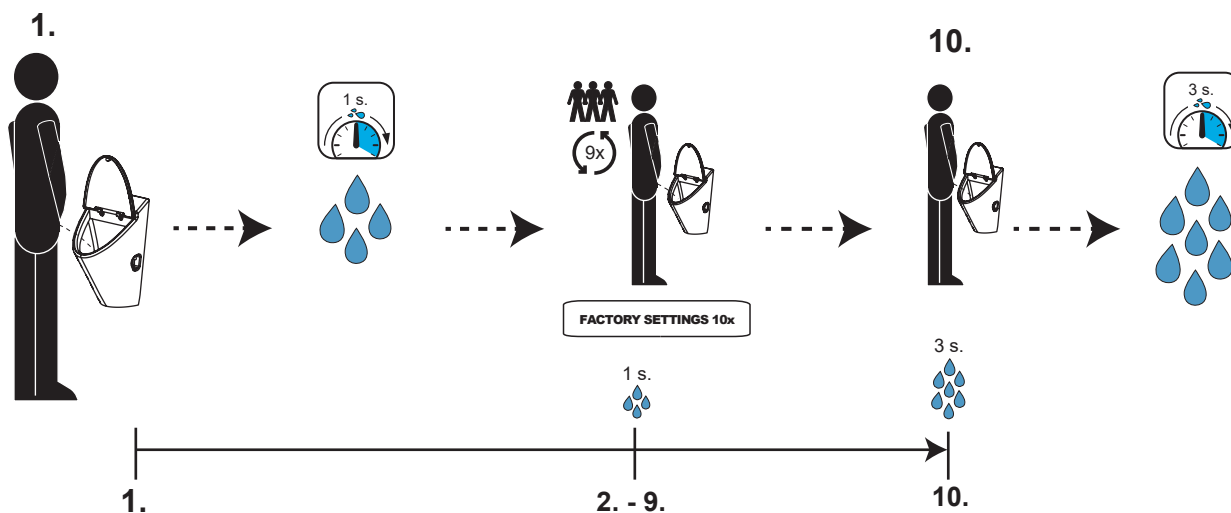 1.
10.
1 s.
3 s.
9x
FACTORY SETTINGS 10x
1 s.
3 s.
1.
2. - 9.
10.